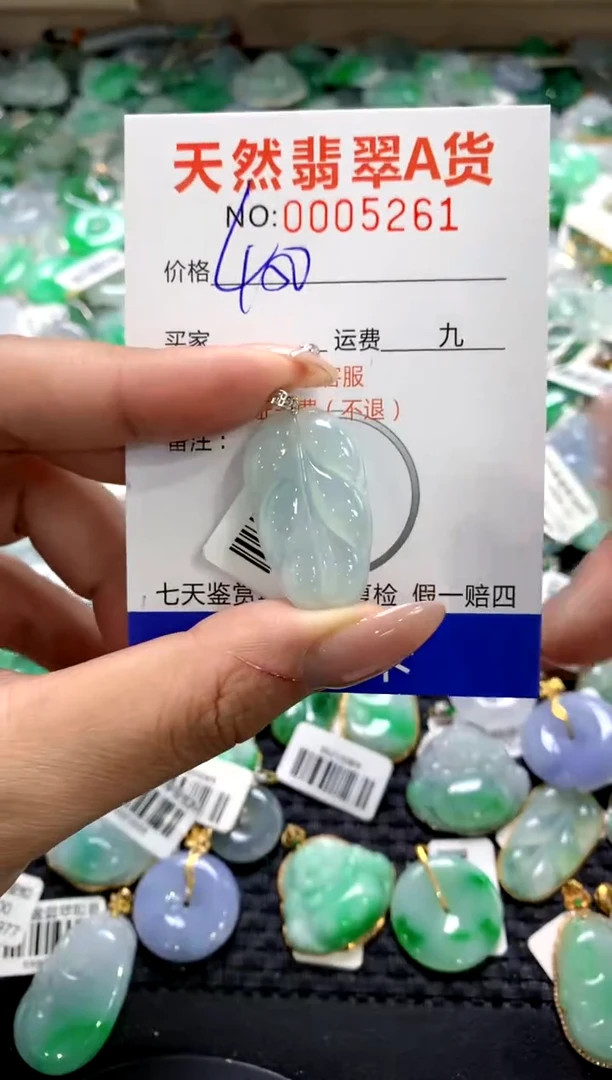 天然翡翠A货
NO:0005261
价格 400
买家 运费 九
客服
费（不退）
备注：
七天鉴赏 复检 假一赔四